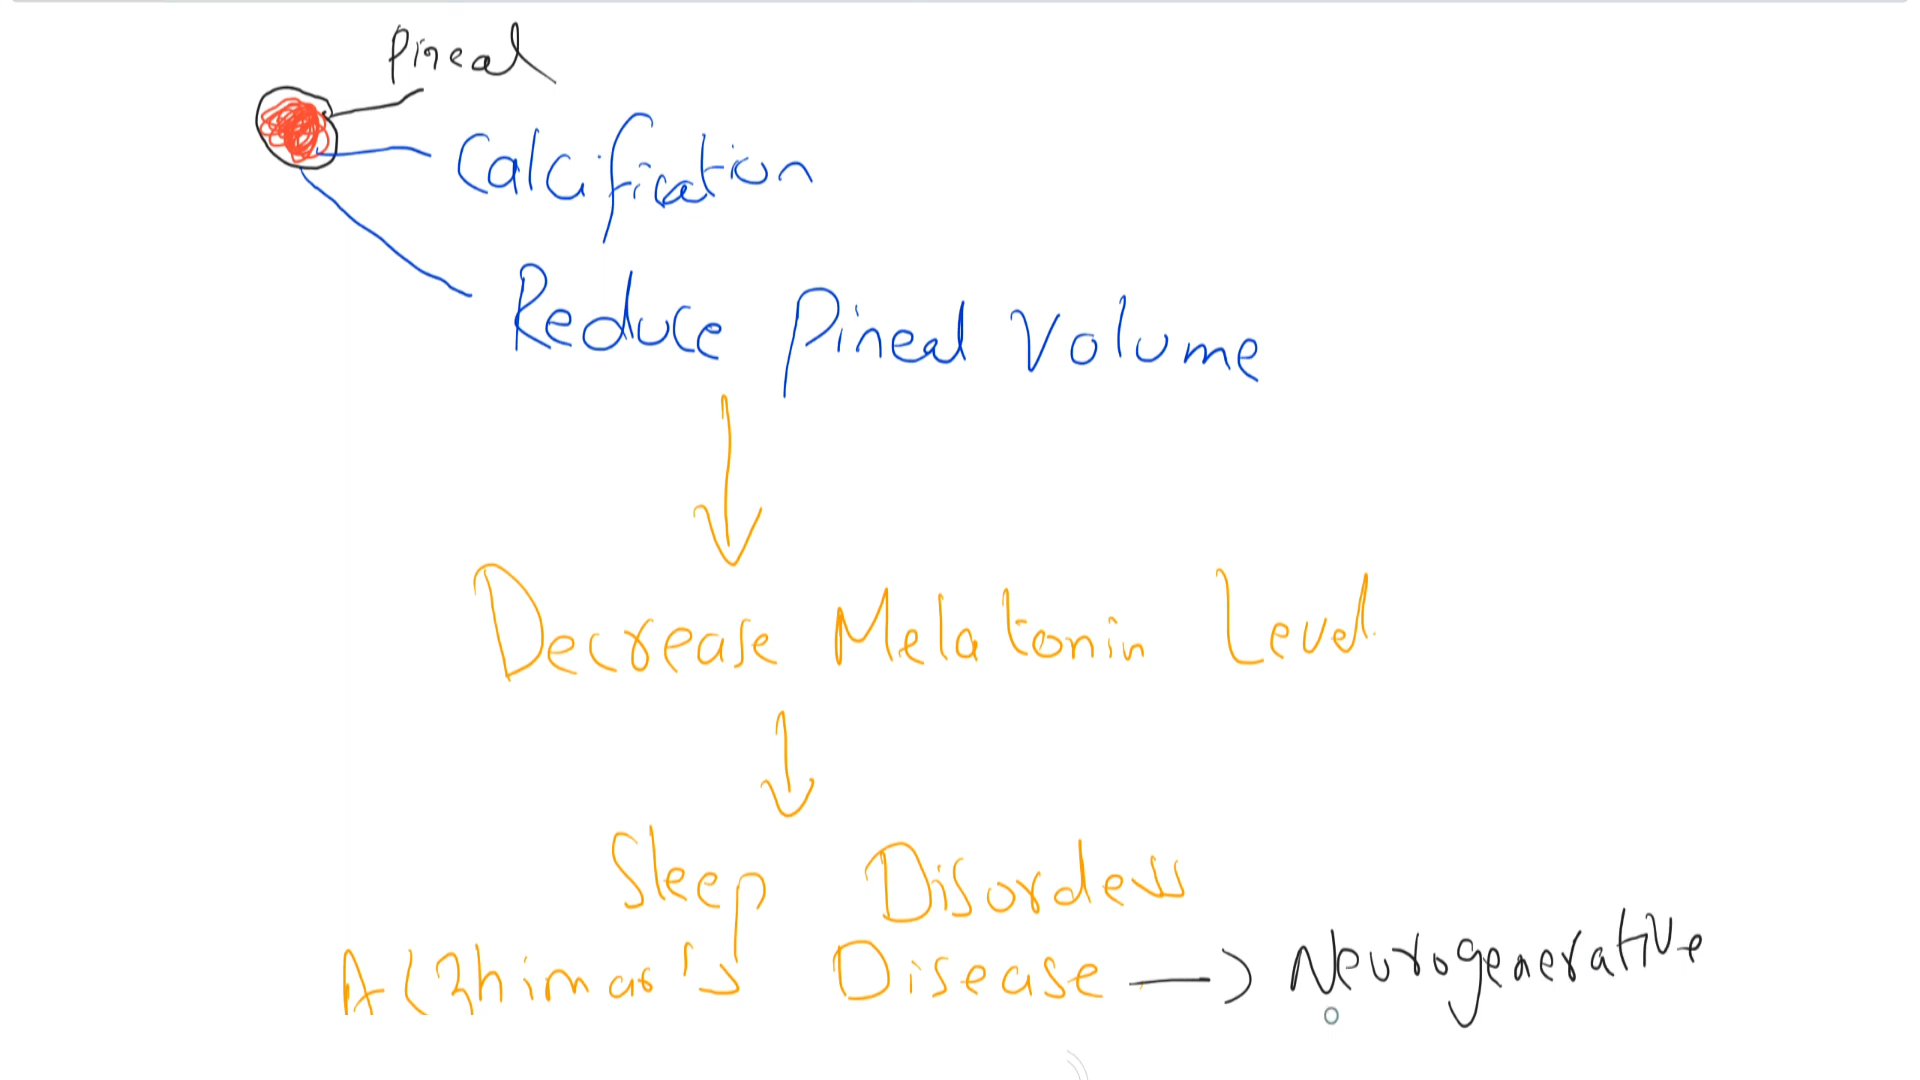 Pineal
Calcification
Reduce Pineal Volume
Decrease Melatonin Level
Sleep Disorders
Alzhimar's Disease → Neurogenerative